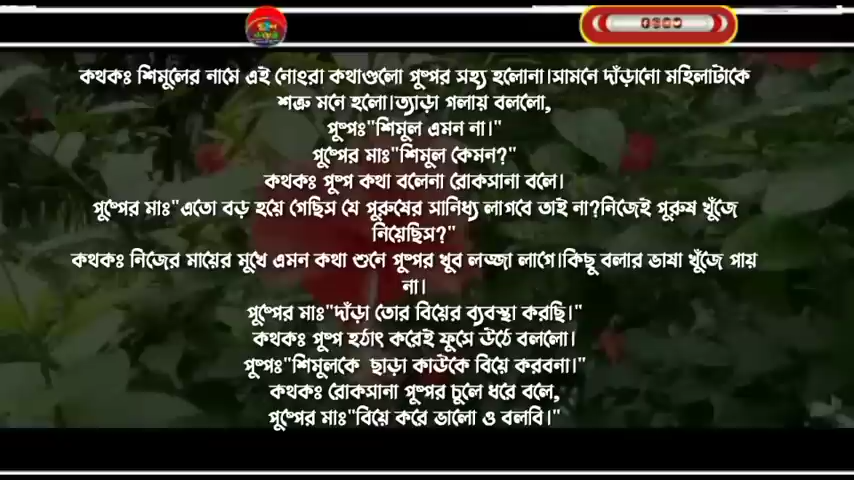 কথকঃ শিমুলের নামে এই নোংরা কথাগুলো পুষ্পর সহ্য হলোনা।সামনে দাঁড়ানো মহিলাটাকে
শত্রু মনে হলো।ত্যাড়া গলায় বললো,
পুষ্পঃ"শিমুল এমন না।"
পুষ্পের মাঃ"শিমুল কেমন?"
কথকঃ পুষ্প কথা বলেনা রোকসানা বলে।
পুষ্পের মাঃ"এতো বড় হয়ে গেছিস যে পুরুষের সানিধ্য লাগবে তাই না?নিজেই পুরুষ খুঁজে
নিয়েছিস?"
কথকঃ নিজের মায়ের মুখে এমন কথা শুনে পুষ্পর খুব লজ্জা লাগে।কিছু বলার ভাষা খুঁজে পায়
না।
পুষ্পের মাঃ"দাঁড়া তোর বিয়ের ব্যবস্থা করছি।"
কথকঃ পুষ্প হঠাৎ করেই ফুসে উঠে বললো।
পুষ্পঃ"শিমুলকে ছাড়া কাউকে বিয়ে করবনা।"
কথকঃ রোকসানা পুষ্পর চুলে ধরে বলে,
পুষ্পের মাঃ"বিয়ে করে ভালো ও বলবি।"